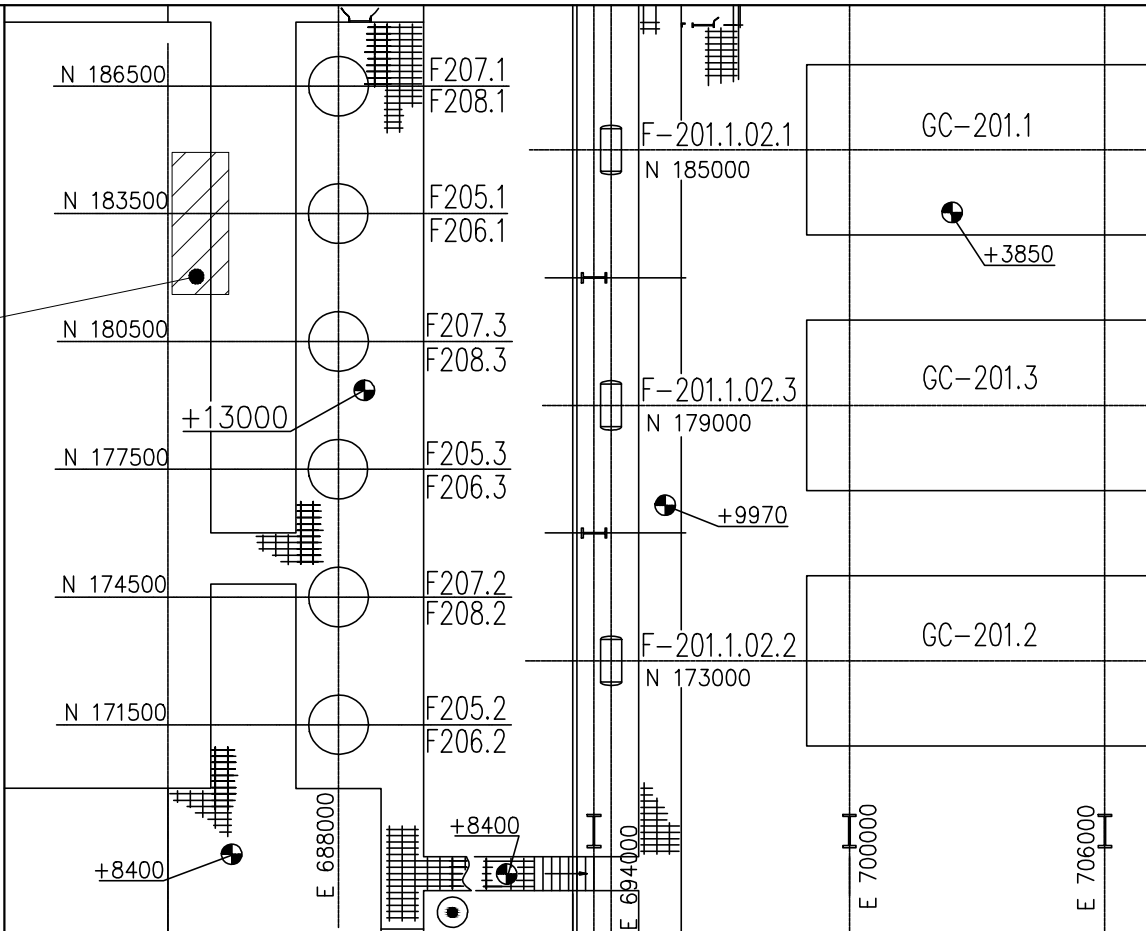 N 186500
F207.1
F208.1
F-201.1.02.1
N 185000
GC-201.1
N 183500
F205.1
F206.1
+3850
N 180500
F207.3
F208.3
F-201.1.02.3
N 179000
GC-201.3
+13000
N 177500
F205.3
F206.3
+9970
N 174500
F207.2
F208.2
F-201.1.02.2
N 173000
GC-201.2
N 171500
F205.2
F206.2
E 688000
+8400
+8400
E 694000
E 700000
E 706000